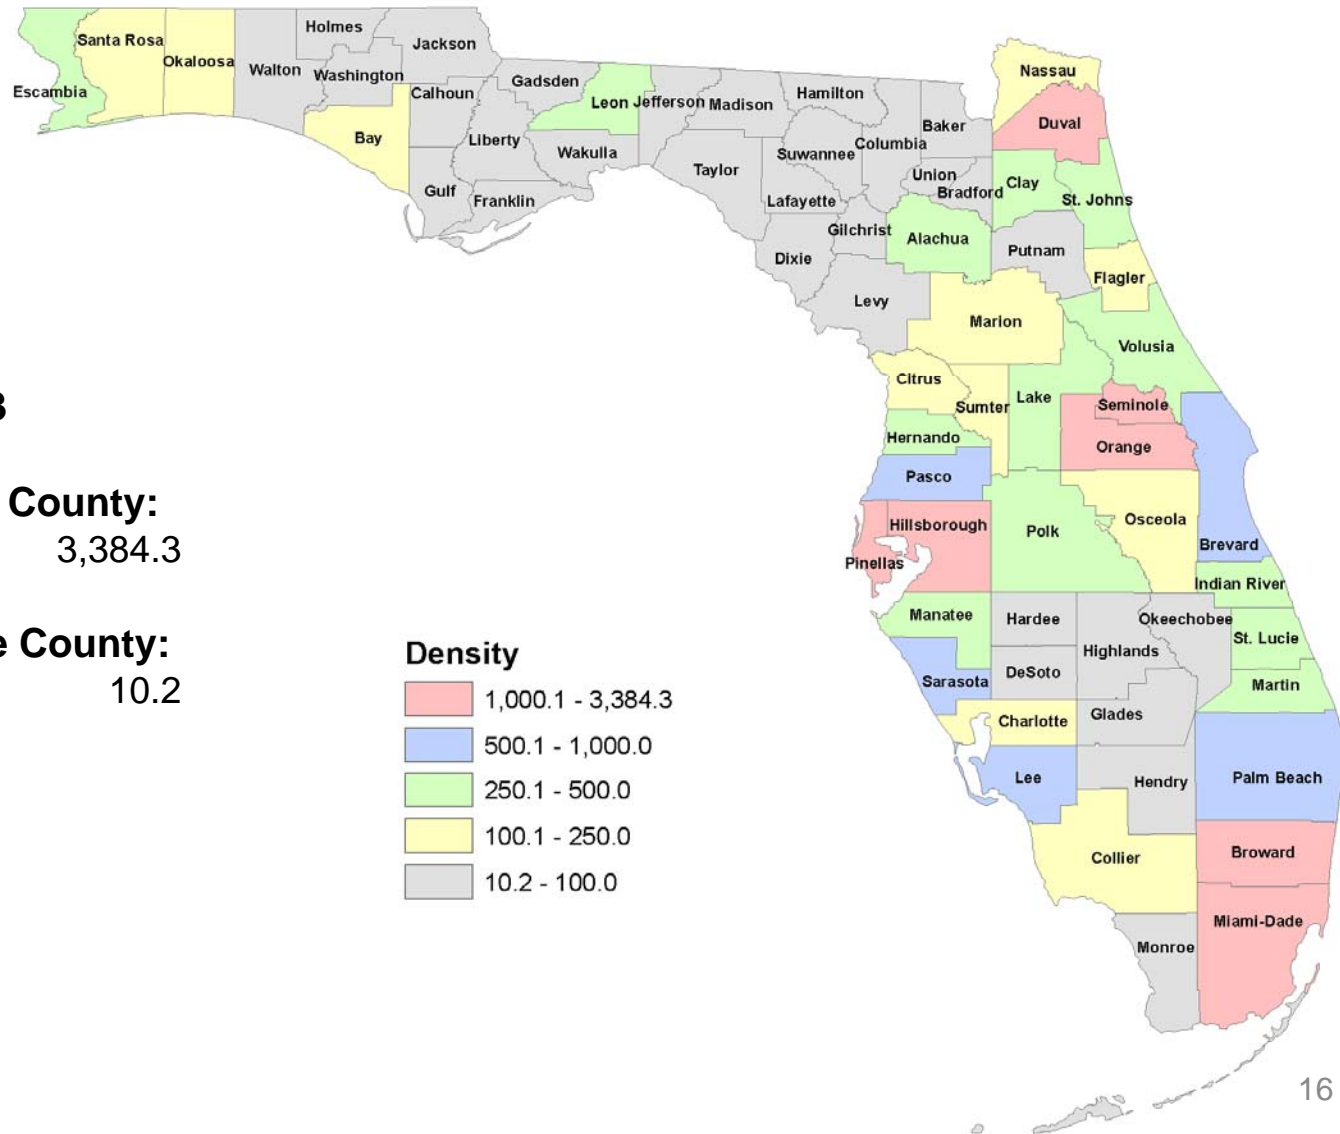 Holmes
Jackson
Santa Rosa
Okaloosa
Walton
Washington
Escambia
Calhoun
Gadsden
Leon
Jefferson
Madison
Hamilton
Nassau
Duval
Baker
Bay
Liberty
Wakulla
Taylor
Suwannee
Columbia
Union
Bradford
Clay
St. Johns
Gulf
Franklin
Lafayette
Gilchrist
Alachua
Putnam
Dixie
Flagler
Levy
Marion
Volusia
Citrus
Sumter
Lake
Seminole
Hernando
Orange
Pasco
Hillsborough
Polk
Osceola
Brevard
Pinellas
Indian River
Manatee
Hardee
Okeechobee
St. Lucie
Highlands
Sarasota
DeSoto
Martin
Charlotte
Glades
Lee
Hendry
Palm Beach
Collier
Broward
Miami-Dade
Monroe
County:
3,384.3
County:
10.2
Density
1,000.1 - 3,384.3
500.1 - 1,000.0
250.1 - 500.0
100.1 - 250.0
10.2 - 100.0
16